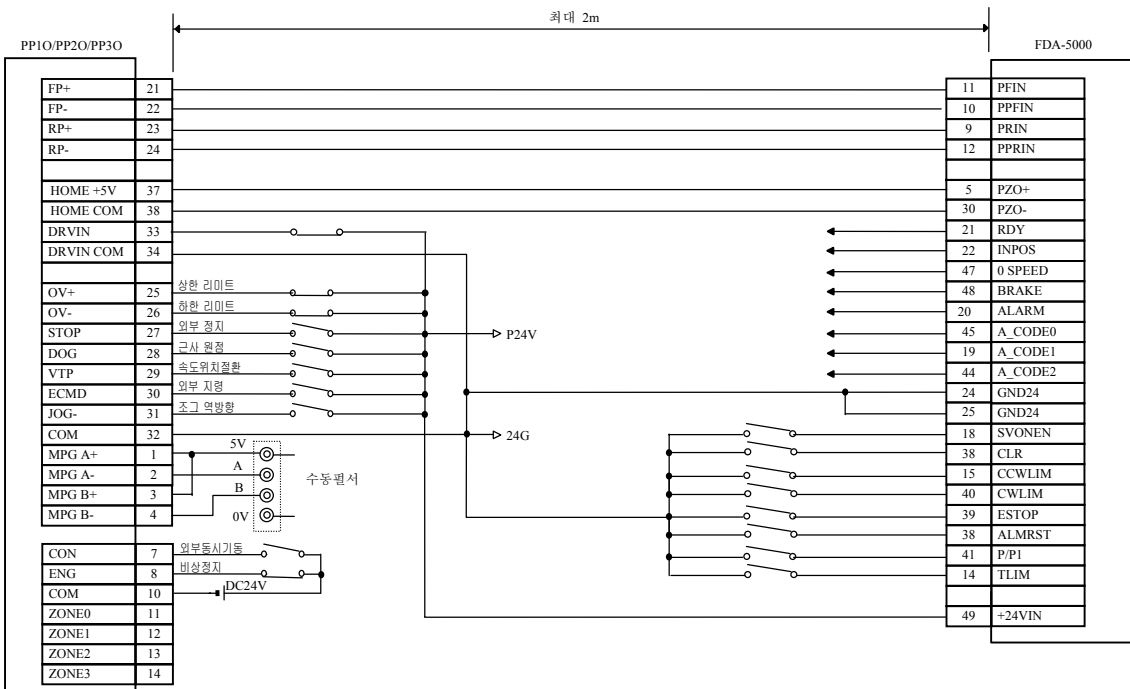 최대 2m
PP1O/PP2O/PP3O
FDA-5000
FP+ 21
11 PFIN
FP- 22
10 PPFIN
RP+ 23
9 PRIN
RP- 24
12 PPRIN
HOME +5V 37
5 PZO+
HOME COM 38
30 PZO-
DRVIN 33
21 RDY
DRVIN COM 34
22 INPOS
47 0 SPEED
OV+ 25 상한 리미트
48 BRAKE
OV- 26 하한 리미트
20 ALARM
STOP 27 외부 정지
P24V
45 A_CODE0
DOG 28 근사 원점
19 A_CODE1
VTP 29 속도위치절환
44 A_CODE2
ECMD 30 외부 지령
24 GND24
JOG- 31 조그 역방향
25 GND24
COM 32
24G
18 SVONEN
MPG A+ 1 5V
38 CLR
MPG A- 2 A
수동펄서
15 CCWLIM
MPG B+ 3 B
40 CWLIM
MPG B- 4 0V
39 ESTOP
38 ALMRST
CON 7 외부동시기동
41 P/P1
ENG 8 비상정지
14 TLIM
COM 10 DC24V
ZONE0 11
49 +24VIN
ZONE1 12
ZONE2 13
ZONE3 14